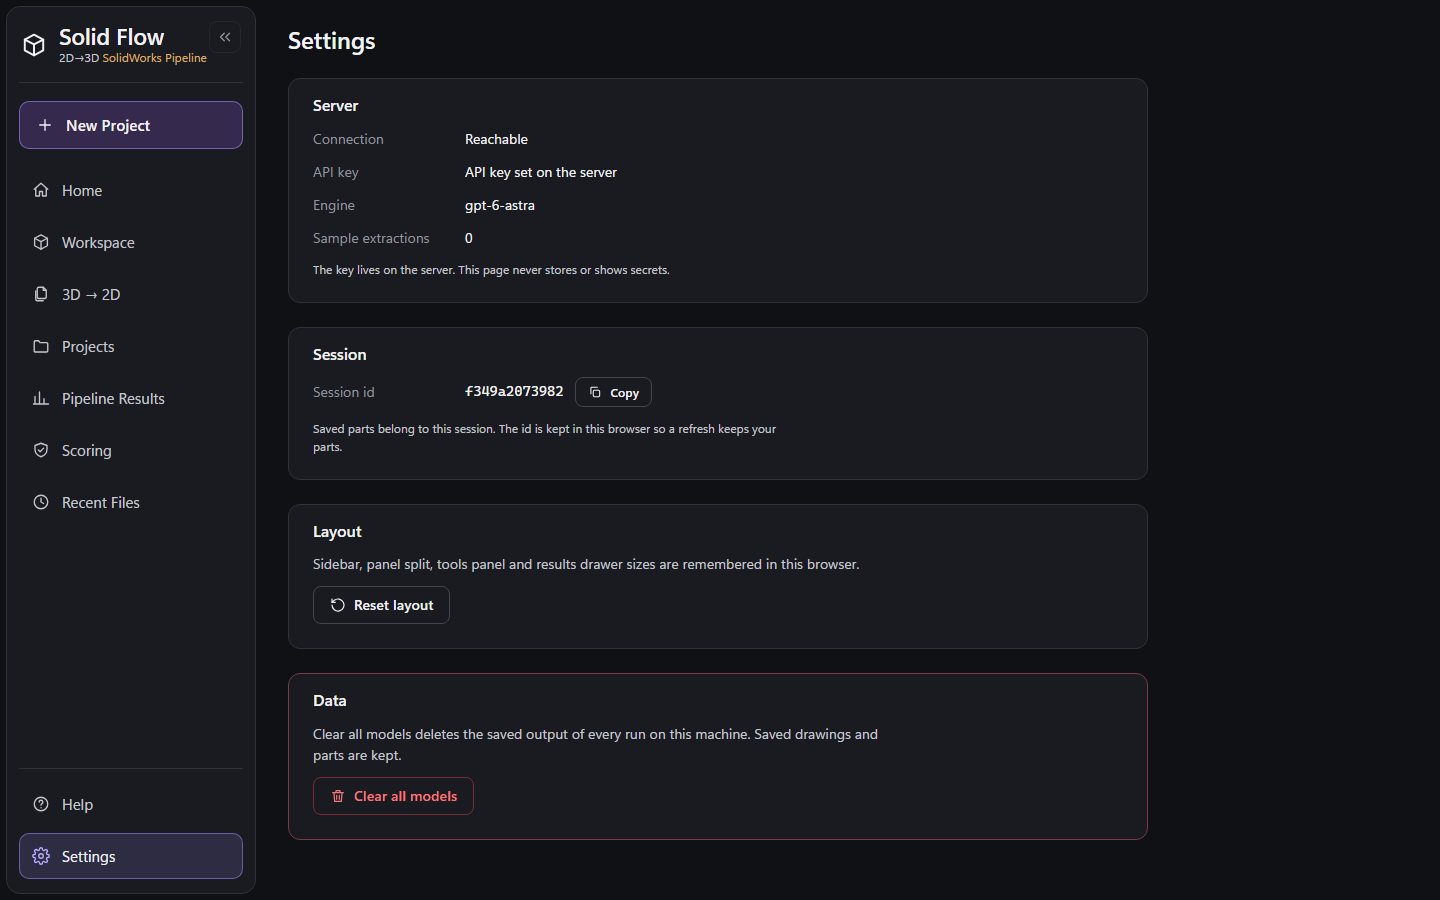 Solid Flow
2D→3D SolidWorks Pipeline
New Project
Home
Workspace
3D → 2D
Projects
Pipeline Results
Scoring
Recent Files
Help
Settings
Settings
Server
Connection Reachable
API key API key set on the server
Engine gpt-6-astra
Sample extractions 0
The key lives on the server. This page never stores or shows secrets.
Session
Session id f349a2073982 Copy
Saved parts belong to this session. The id is kept in this browser so a refresh keeps your
parts.
Layout
Sidebar, panel split, tools panel and results drawer sizes are remembered in this browser.
Reset layout
Data
Clear all models deletes the saved output of every run on this machine. Saved drawings and
parts are kept.
Clear all models